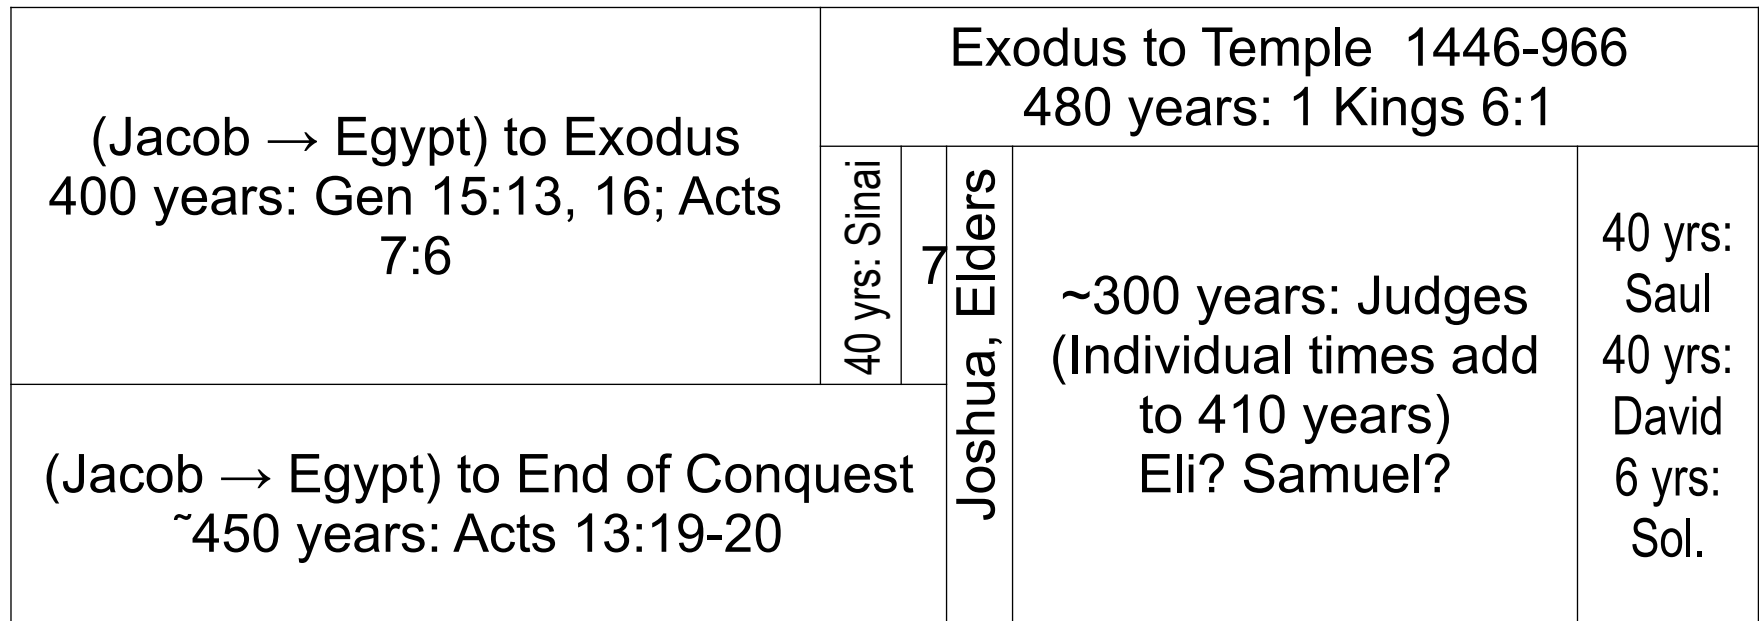 (Jacob → Egypt) to Exodus
400 years: Gen 15:13, 16; Acts
7:6
Exodus to Temple  1446-966
480 years: 1 Kings 6:1
40 yrs: Sinai
7
Joshua, Elders
~300 years: Judges
(Individual times add
to 410 years)
Eli? Samuel?
40 yrs:
Saul
40 yrs:
David
6 yrs:
Sol.
(Jacob → Egypt) to End of Conquest
~450 years: Acts 13:19-20